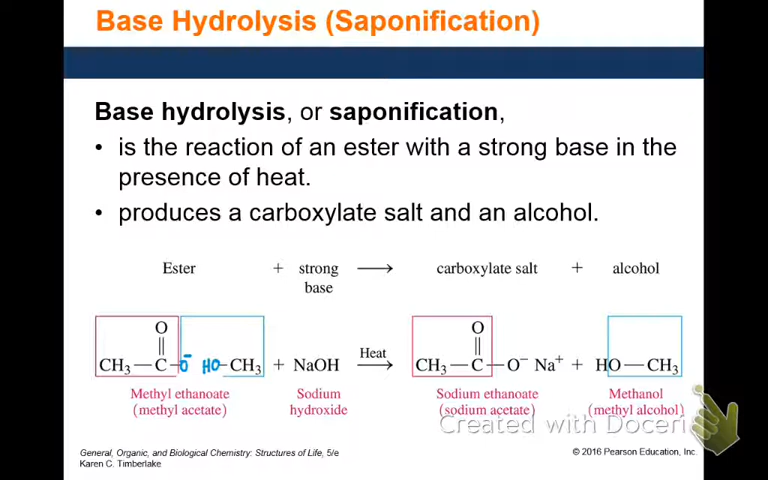 Base Hydrolysis (Saponification)
Base hydrolysis, or saponification,
• is the reaction of an ester with a strong base in the
presence of heat.
• produces a carboxylate salt and an alcohol.
Ester + strong ⟶ carboxylate salt + alcohol
base
O O
|| ||
CH₃—C—O⁻ HO—CH₃ + NaOH Heat ⟶ CH₃—C—O⁻ Na⁺ + HO—CH₃
Methyl ethanoate Sodium Sodium ethanoate Methanol
(methyl acetate) hydroxide (sodium acetate) (methyl alcohol)
Created with Doceri
General, Organic, and Biological Chemistry: Structures of Life, 5/e © 2016 Pearson Education, Inc.
Karen C. Timberlake